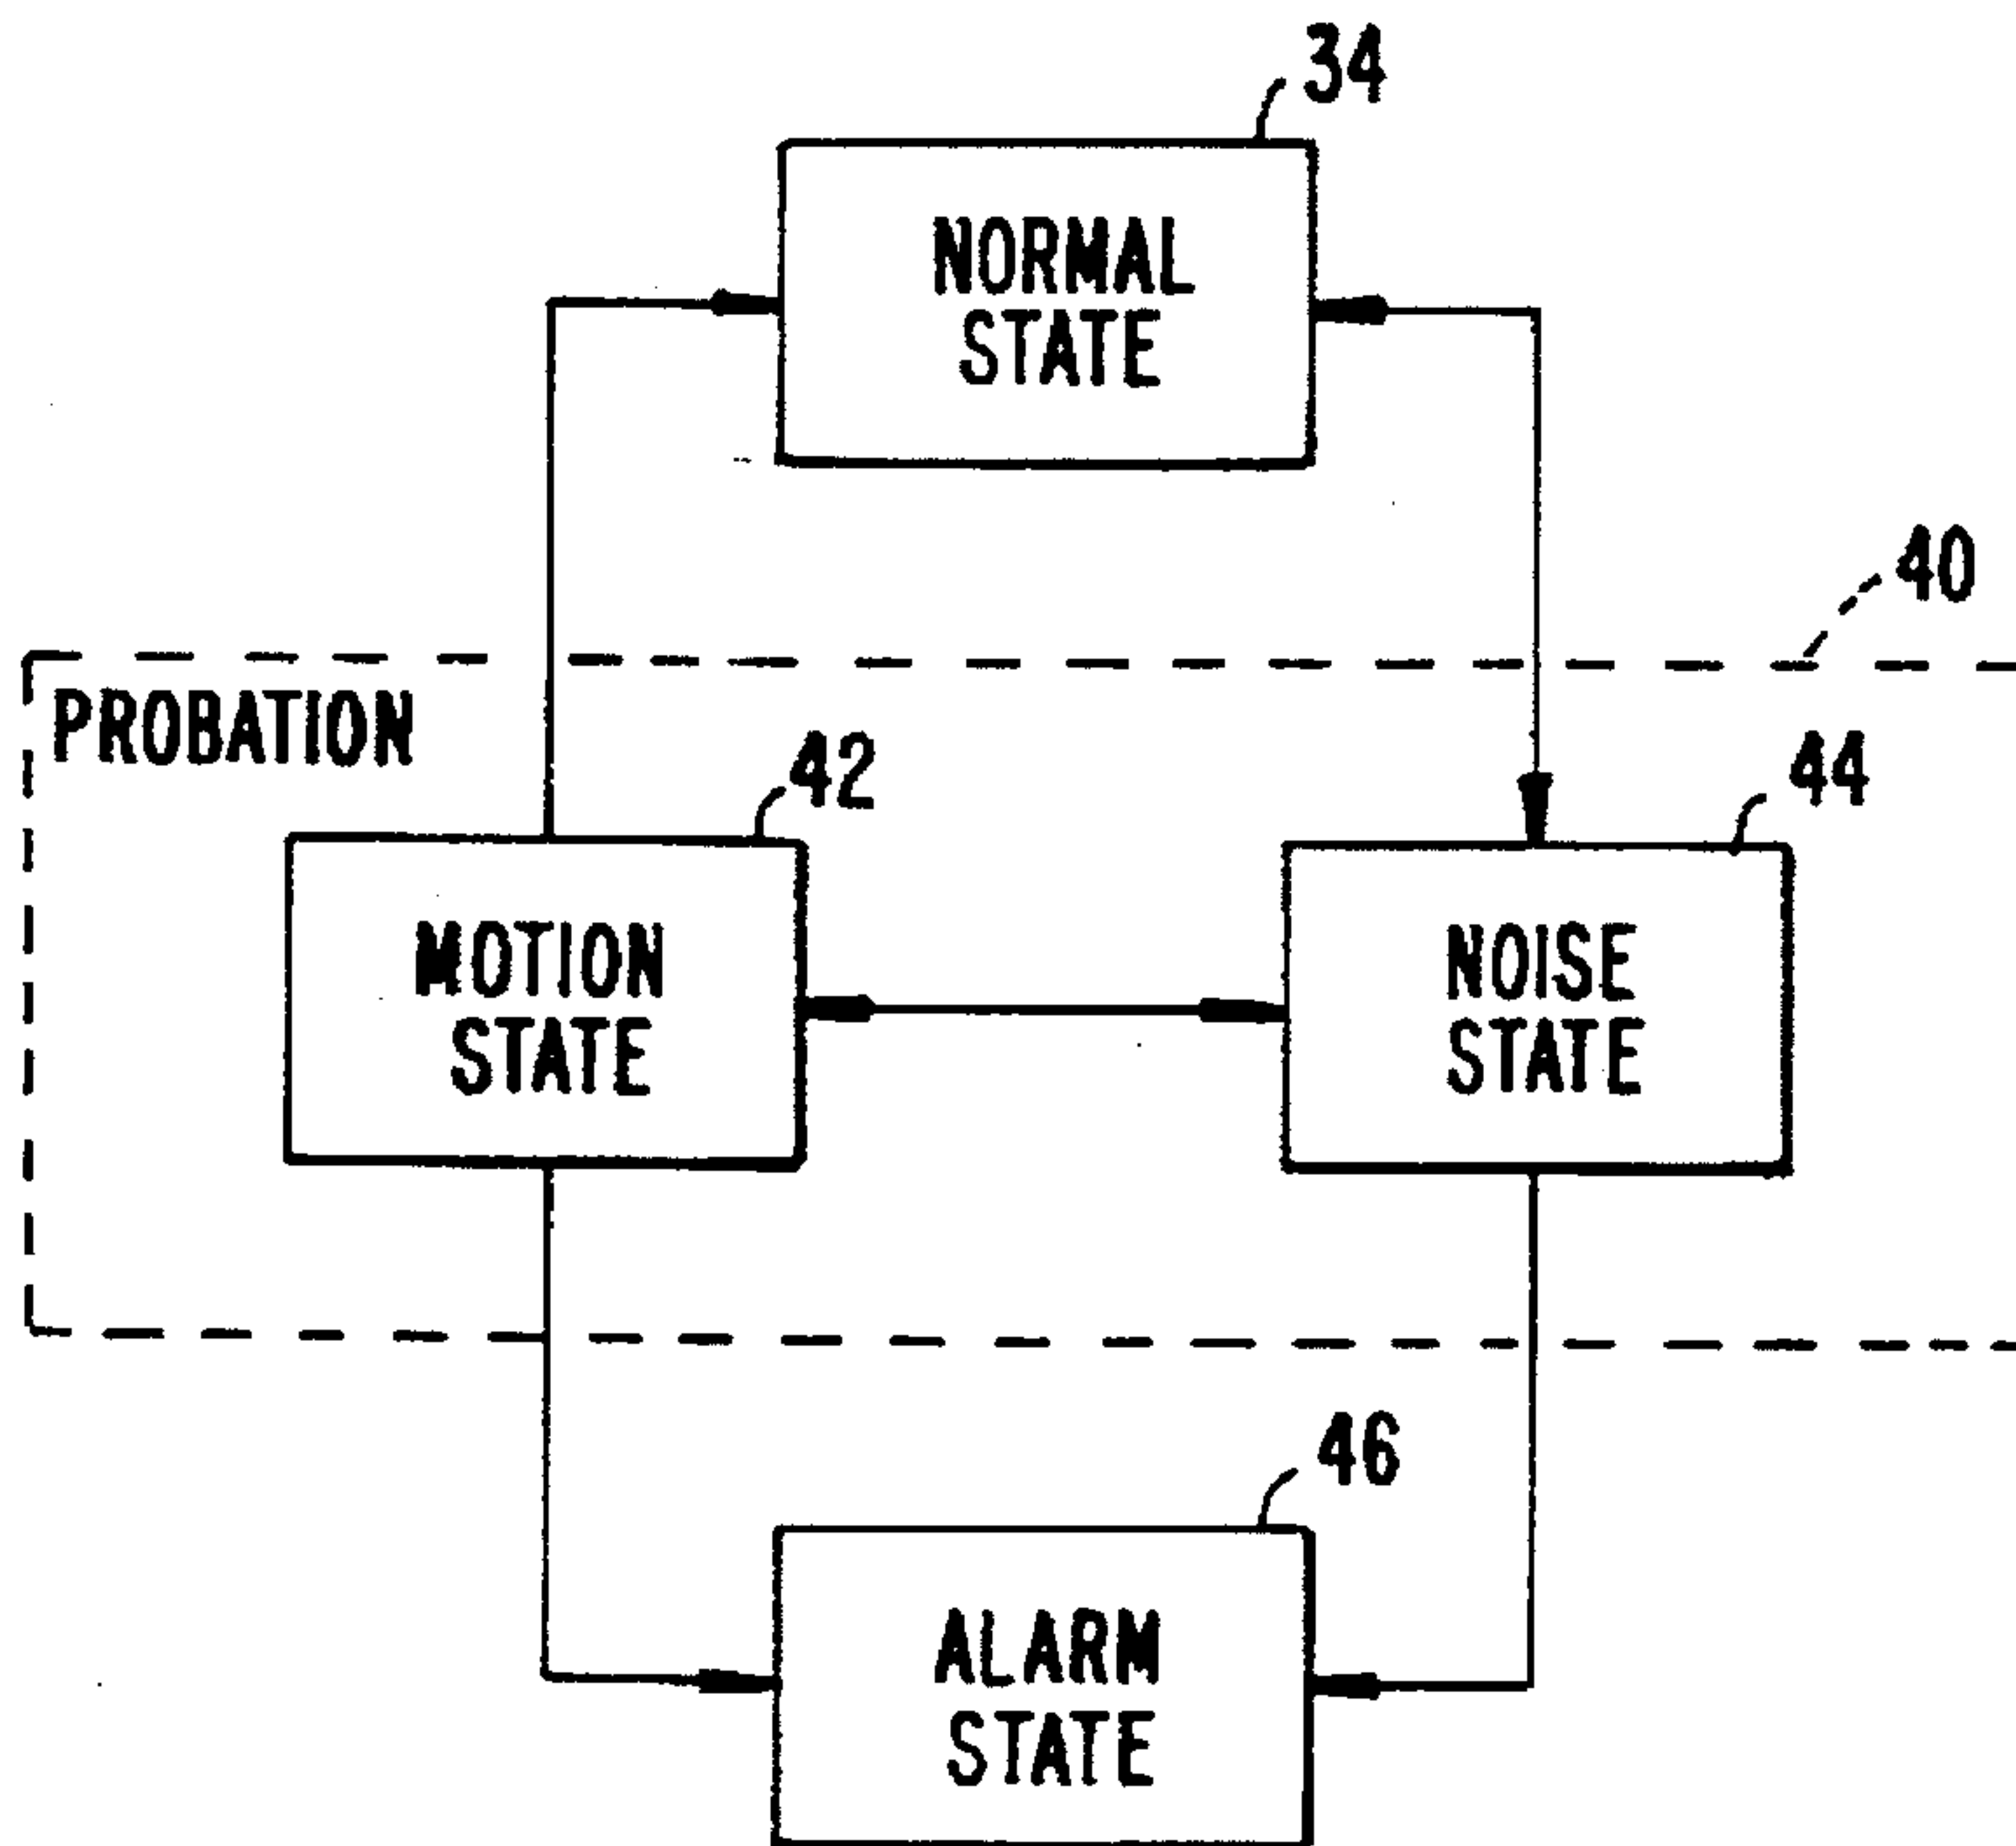 34
NORMAL
STATE
40
PROBATION
42
44
MOTION
STATE
NOISE
STATE
46
ALARM
STATE